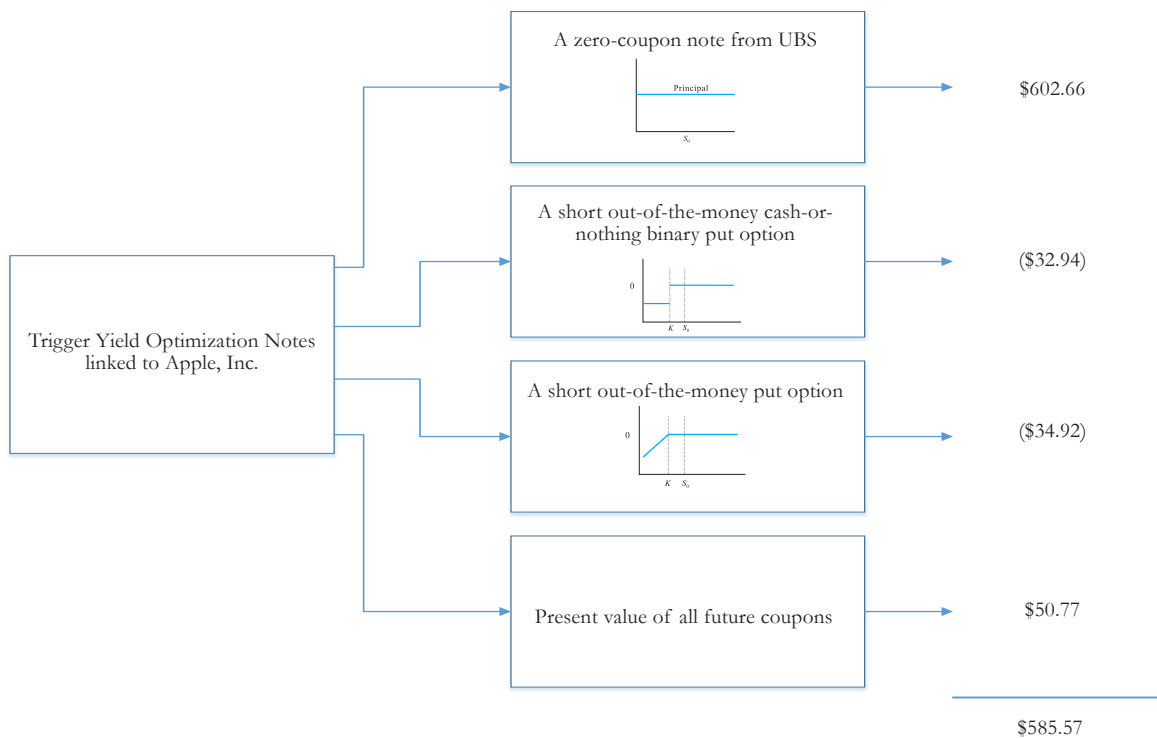 A zero-coupon note from UBS
Principal
S₀
$602.66
A short out-of-the-money cash-or-
nothing binary put option
0
K S₀
($32.94)
Trigger Yield Optimization Notes
linked to Apple, Inc.
A short out-of-the-money put option
0
K S₀
($34.92)
Present value of all future coupons
$50.77
$585.57